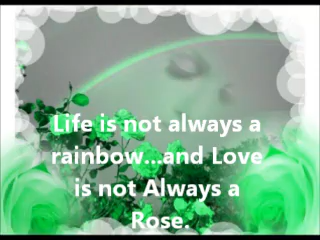 Life is not always a
rainbow...and Love
is not Always a
Rose.